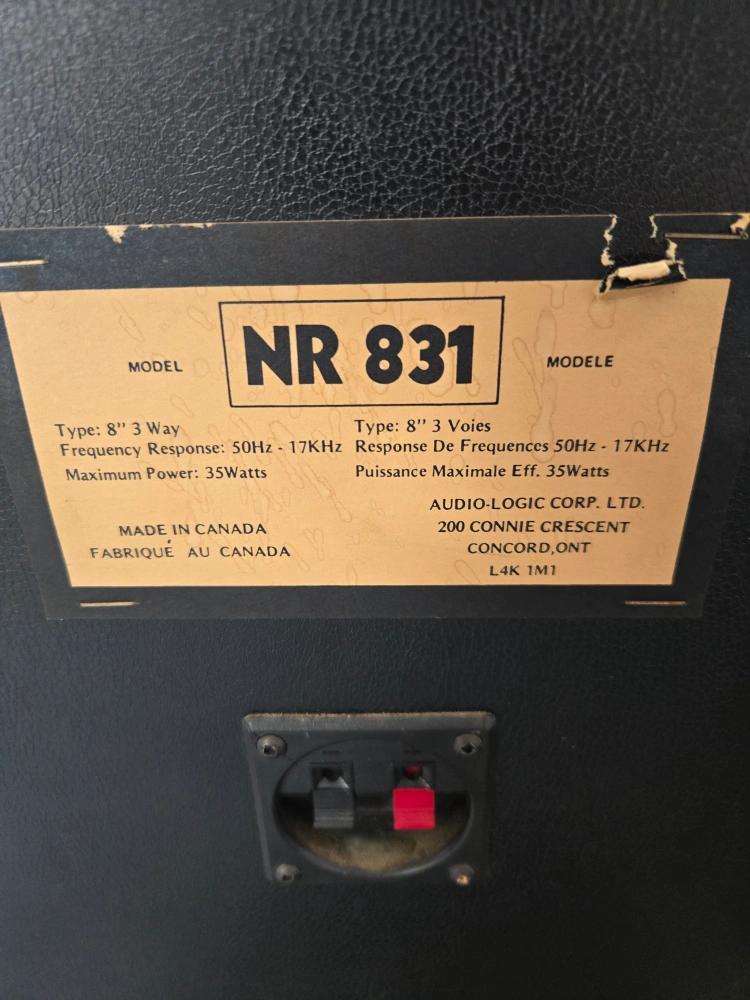 MODEL
NR 831
MODELE
Type: 8" 3 Way
Frequency Response: 50Hz - 17KHz
Maximum Power: 35Watts
Type: 8" 3 Voies
Response De Frequences 50Hz - 17KHz
Puissance Maximale Eff. 35Watts
MADE IN CANADA
FABRIQUÉ AU CANADA
AUDIO-LOGIC CORP. LTD.
200 CONNIE CRESCENT
CONCORD,ONT
L4K 1M1